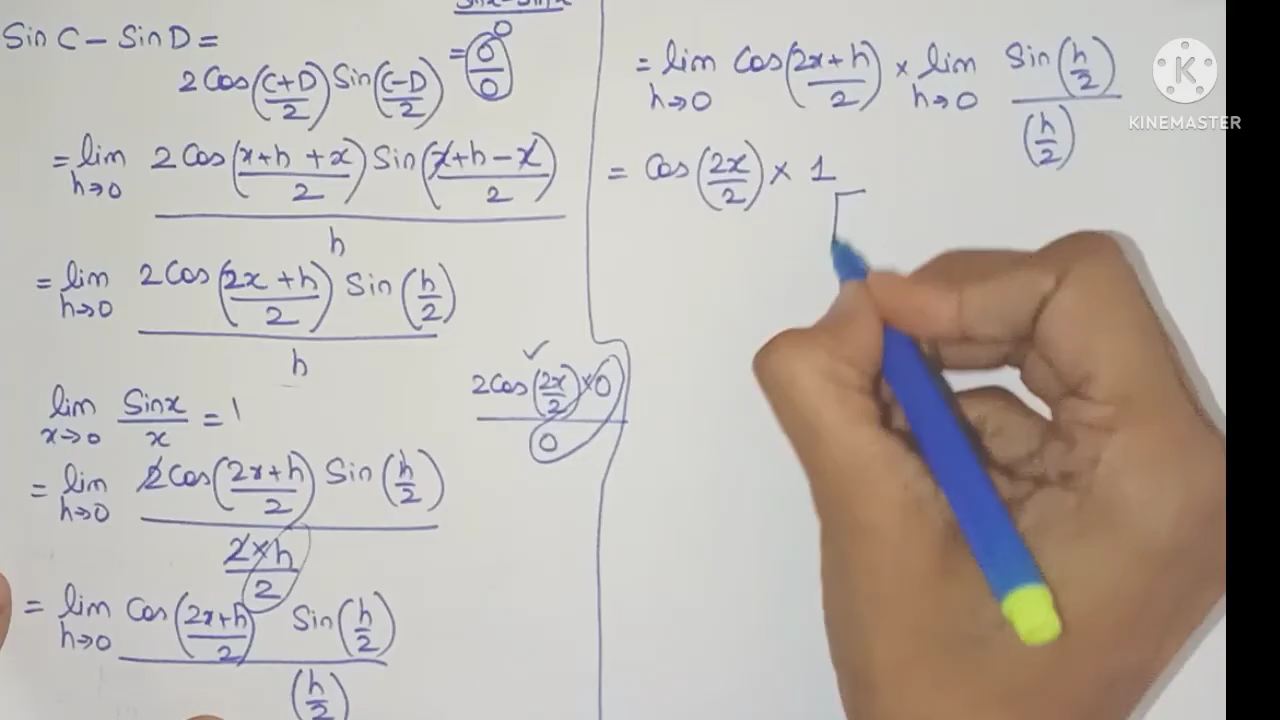 Sin C - Sin D =
2 Cos((C+D)/2) Sin((C-D)/2)
= 0/0
= lim h→0 2 Cos((x+h+x)/2) Sin((x+h-x)/2) / h
= lim h→0 2 Cos((2x+h)/2) Sin(h/2) / h
2 Cos((2x)/2) × 0 / 0
lim x→0 Sinx/x = 1
= lim h→0 2 Cos((2x+h)/2) Sin(h/2) / (2×h/2)
= lim h→0 Cos((2x+h)/2) Sin(h/2) / (h/2)
= lim h→0 Cos((2x+h)/2) × lim h→0 Sin(h/2) / (h/2)
= Cos(2x/2) × 1
K
KINEMASTER